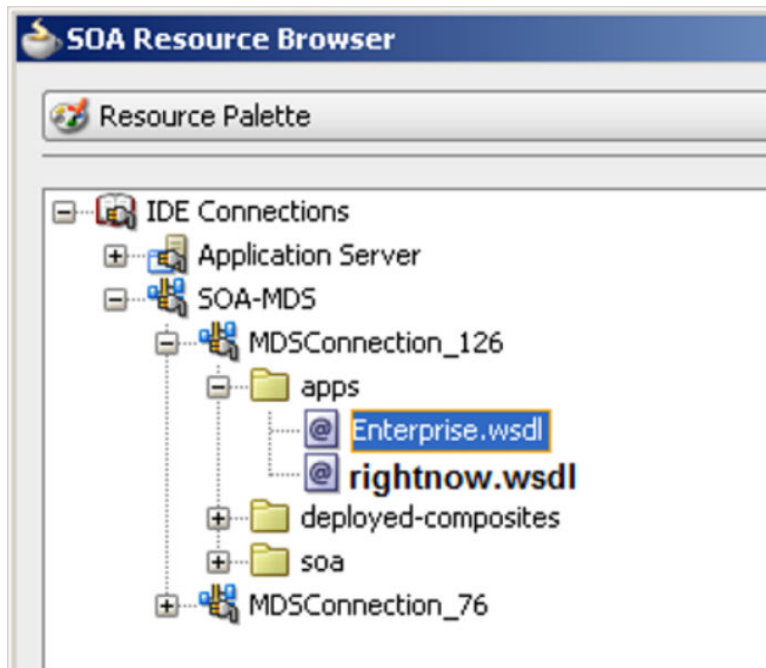 SOA Resource Browser
Resource Palette
IDE Connections
Application Server
SOA-MDS
MDSConnection_126
apps
Enterprise.wsdl
rightnow.wsdl
deployed-composites
soa
MDSConnection_76